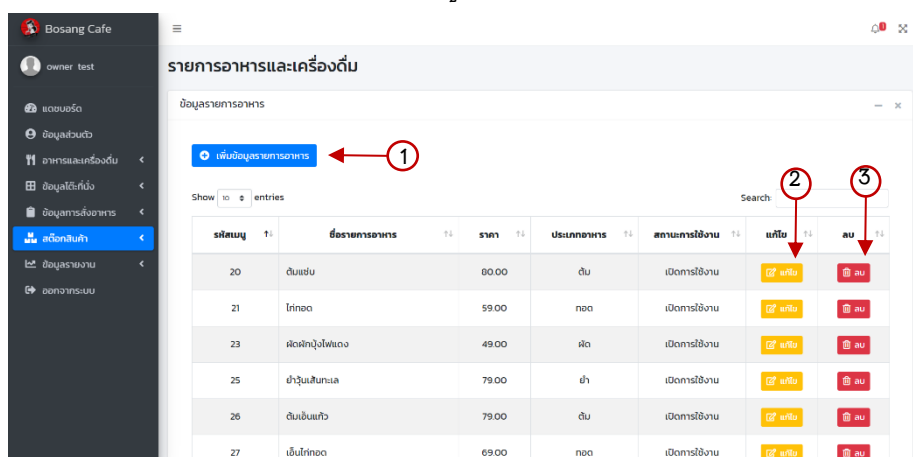 Bosang Cafe
owner test
แดชบอร์ด
ข้อมูลส่วนตัว
อาหารและเครื่องดื่ม
ข้อมูลโต๊ะที่นั่ง
ข้อมูลการสั่งอาหาร
สต๊อกสินค้า
ข้อมูลรายงาน
ออกจากระบบ
รายการอาหารและเครื่องดื่ม
ข้อมูลรายการอาหาร
เพิ่มข้อมูลรายการอาหาร 1
2 3
Show 10 entries Search:
รหัสเมนู ชื่อรายการอาหาร ราคา ประเภทอาหาร สถานะการใช้งาน แก้ไข ลบ
20 ต้มแซ่บ 80.00 ต้ม เปิดการใช้งาน แก้ไข ลบ
21 ไก่ทอด 59.00 ทอด เปิดการใช้งาน แก้ไข ลบ
23 ผัดผักบุ้งไฟแดง 49.00 ผัด เปิดการใช้งาน แก้ไข ลบ
25 ยำวุ้นเส้นทะเล 79.00 ยำ เปิดการใช้งาน แก้ไข ลบ
26 ต้มเอ็นแก้ว 79.00 ต้ม เปิดการใช้งาน แก้ไข ลบ
27 เอ็นไก่ทอด 69.00 ทอด เปิดการใช้งาน แก้ไข ลบ